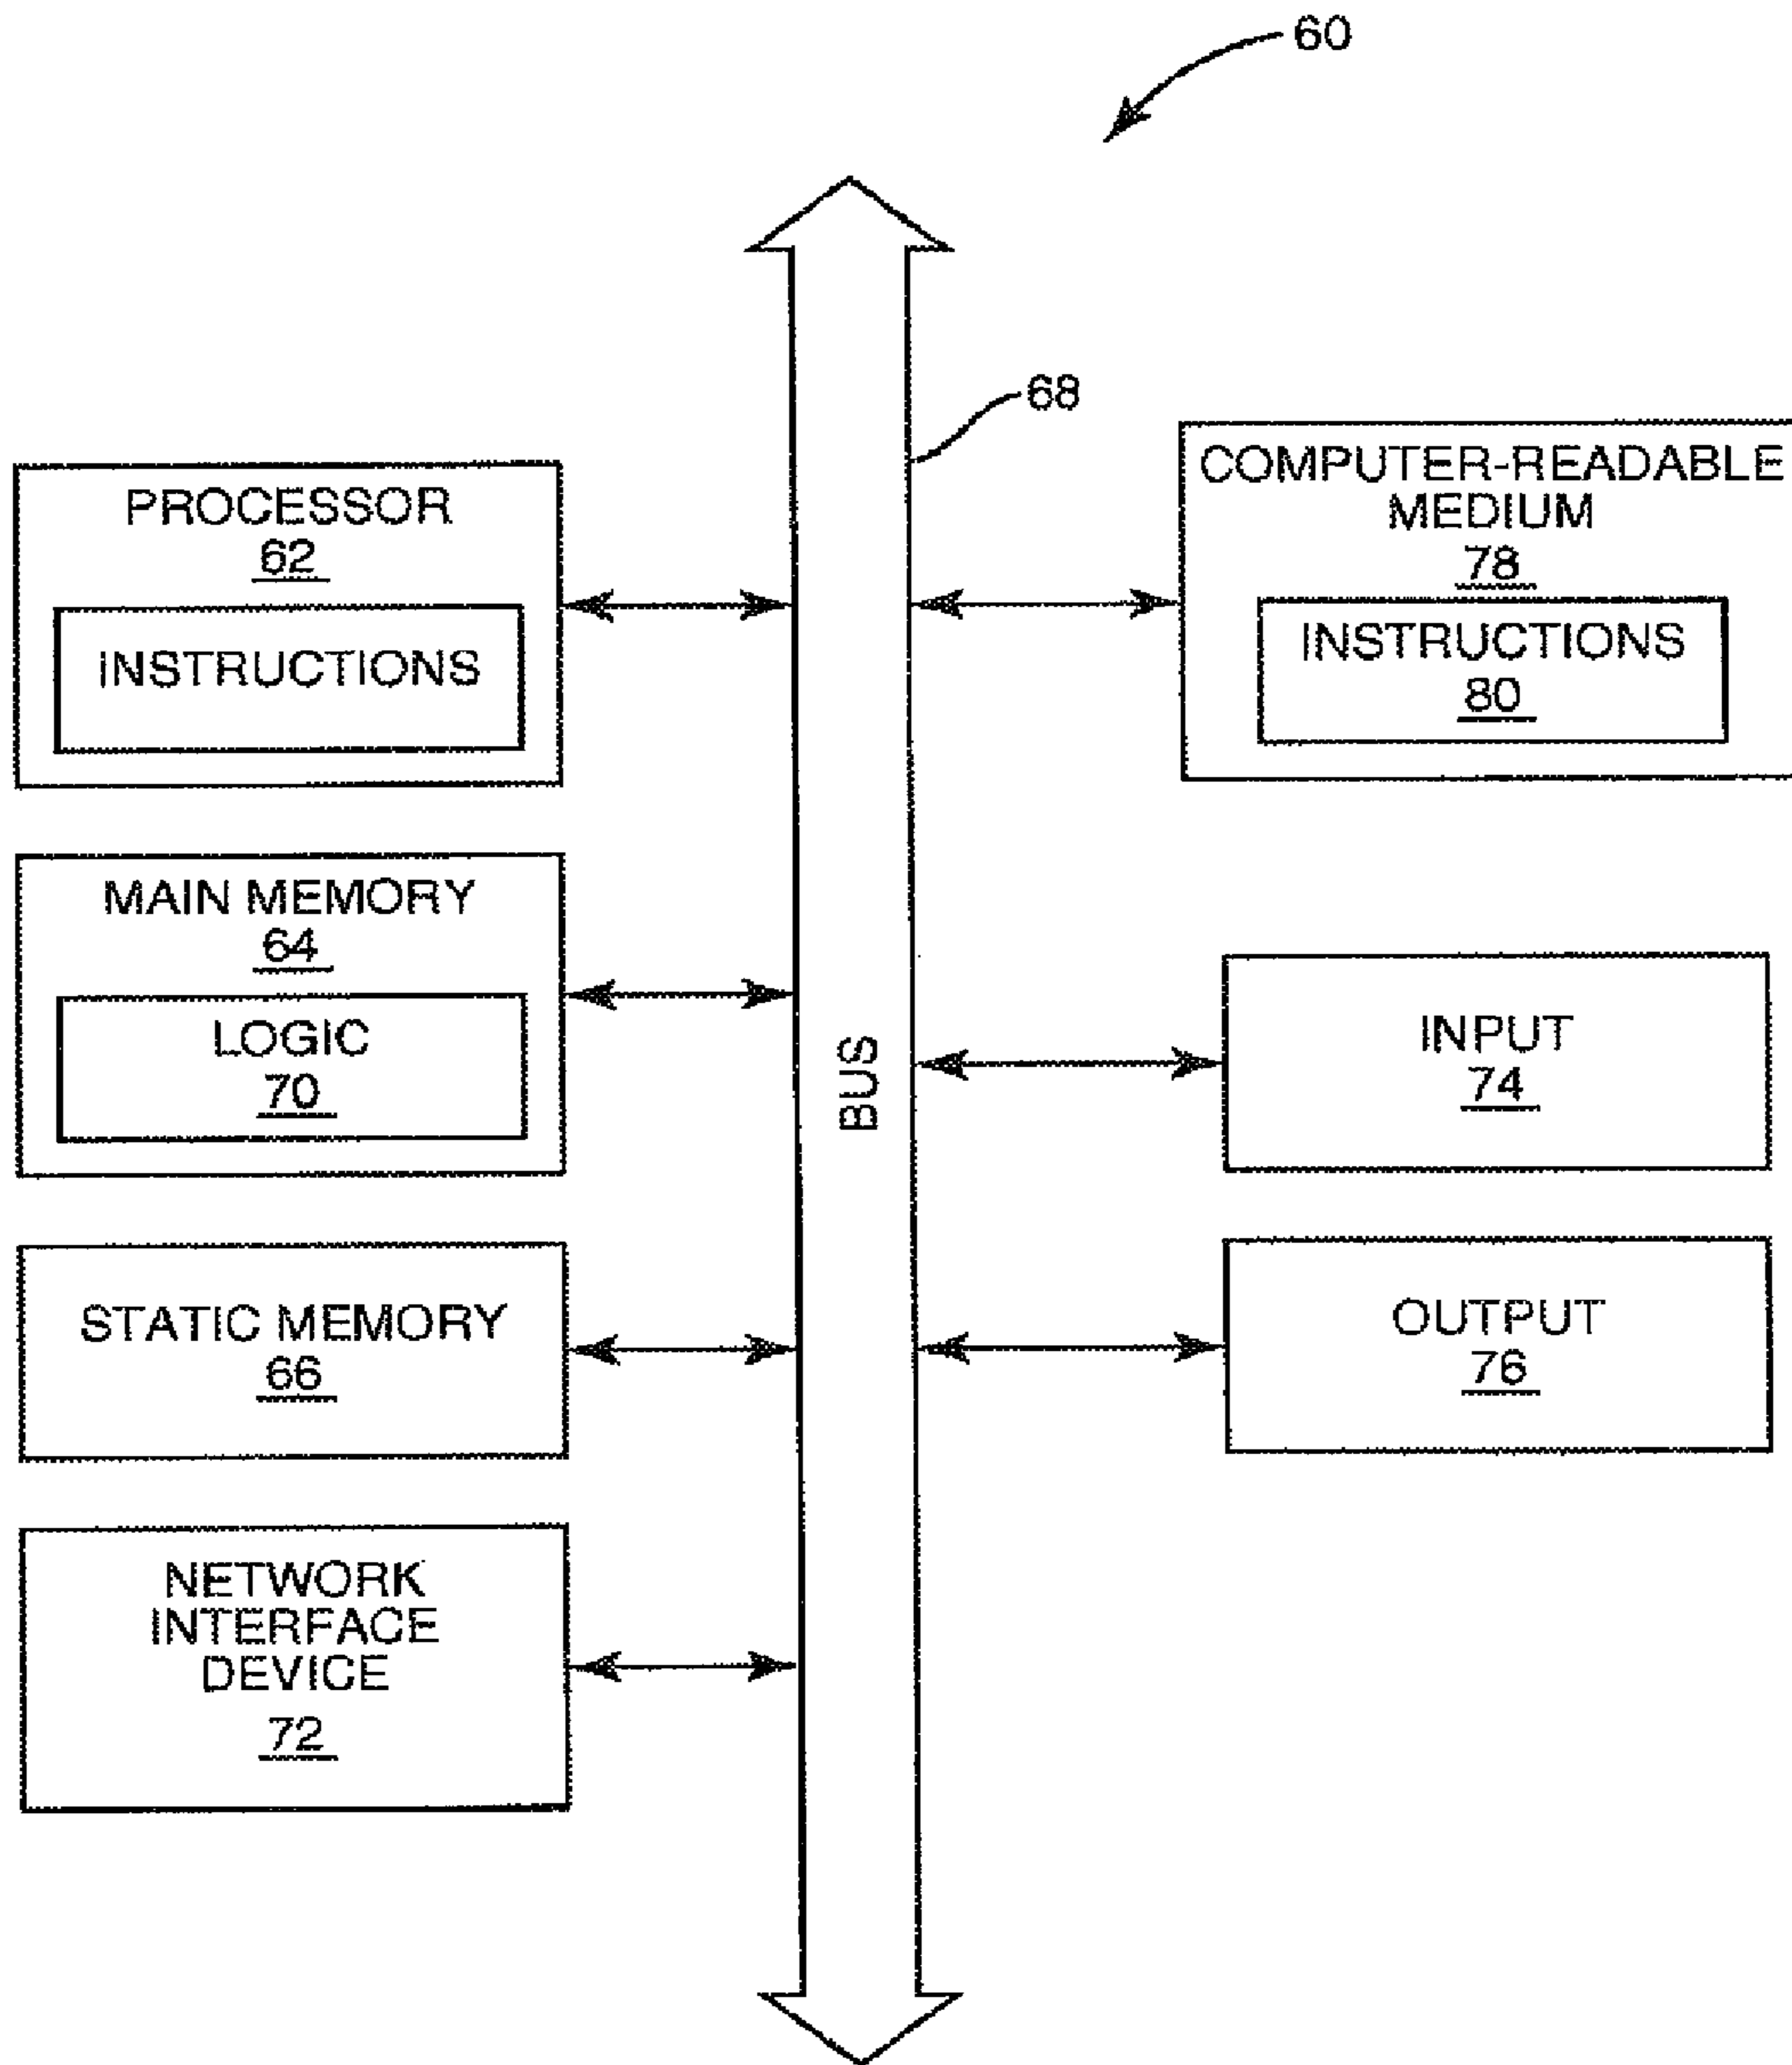 60
68
PROCESSOR
62
INSTRUCTIONS
COMPUTER-READABLE
MEDIUM
78
INSTRUCTIONS
80
MAIN MEMORY
64
LOGIC
70
BUS
INPUT
74
STATIC MEMORY
66
OUTPUT
76
NETWORK
INTERFACE
DEVICE
72